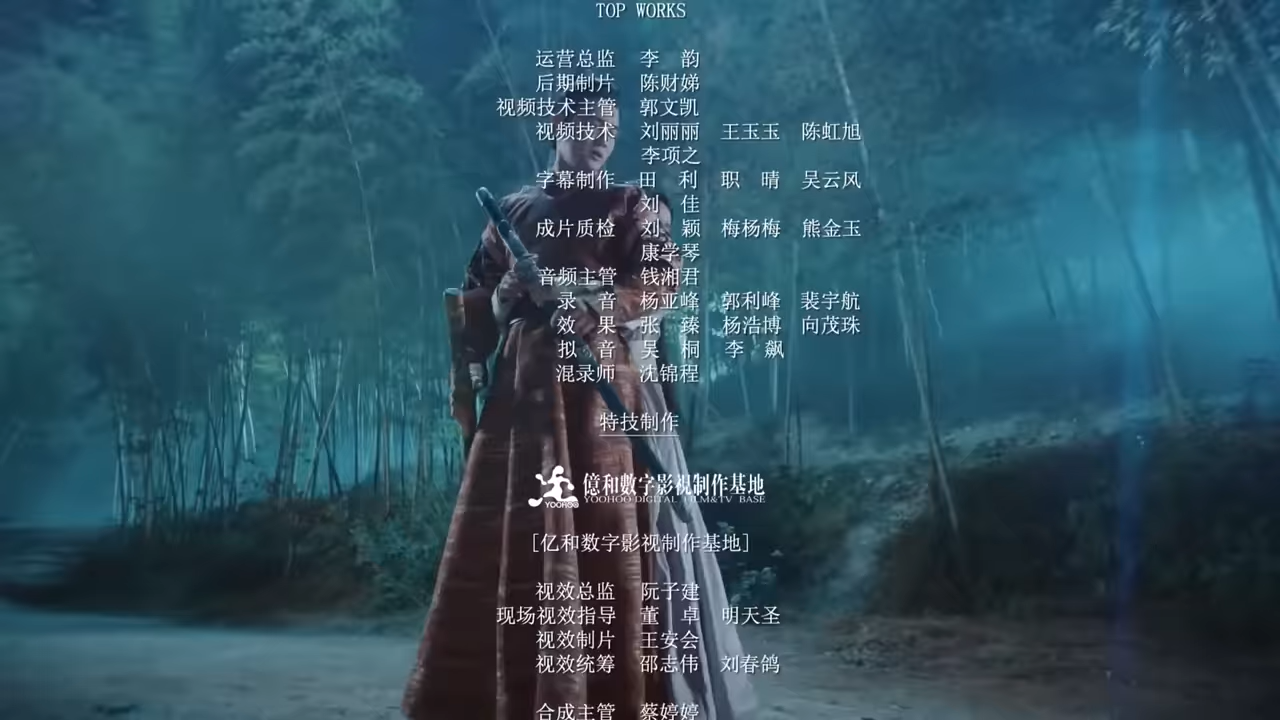 TOP WORKS
运营总监 李 韵
后期制片 陈财娣
视频技术主管 郭文凯
视频技术 刘丽丽 王玉玉 陈虹旭
李项之
字幕制作 田 利 职 晴 吴云风
刘 佳
成片质检 刘 颖 梅杨梅 熊金玉
康学琴
音频主管 钱湘君
录 音 杨亚峰 郭利峰 裴宇航
效 果 张 臻 杨浩博 向茂珠
拟 音 吴 桐 李 飙
混录师 沈锦程
特技制作
億和數字影視制作基地
YOOHOO DIGITAL FILM&TV BASE
YOOHOO
[亿和数字影视制作基地]
视效总监 阮子建
现场视效指导 董 卓 明天圣
视效制片 王安会
视效统筹 邵志伟 刘春鸽
合成主管 蔡婷婷